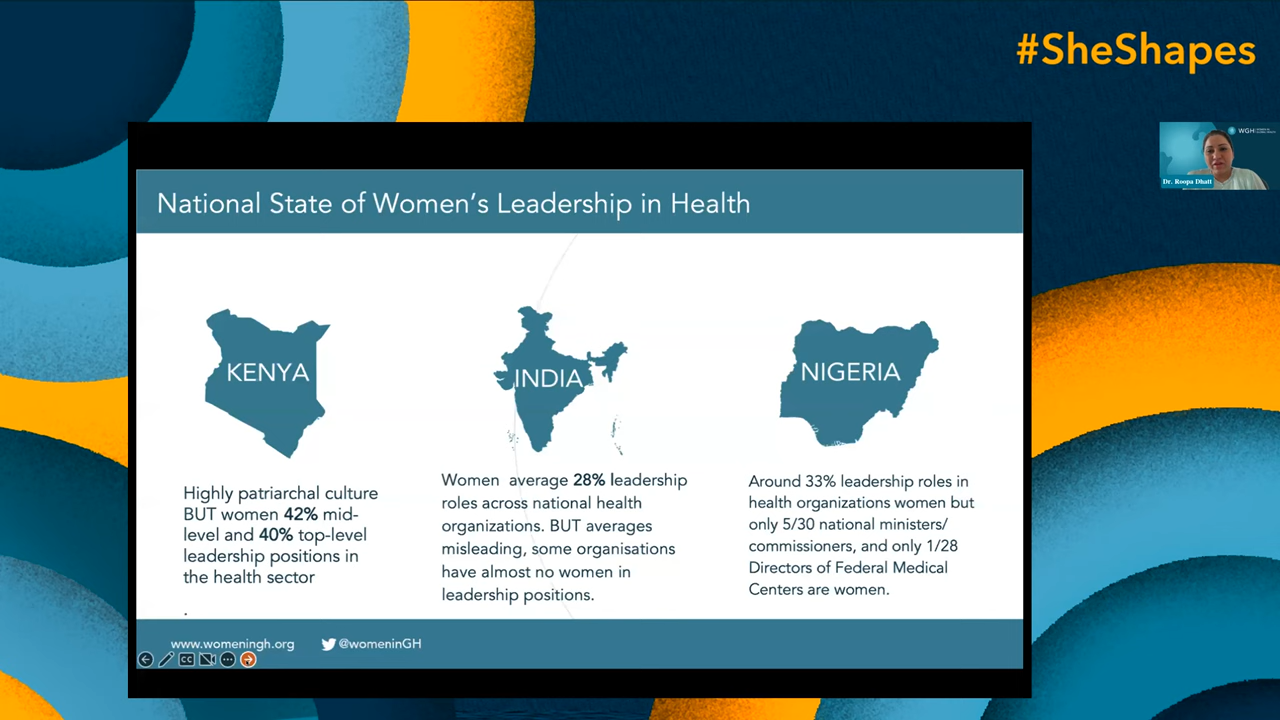 #SheShapes
WGH
Dr. Roopa Dhatt
National State of Women's Leadership in Health
KENYA
INDIA
NIGERIA
Highly patriarchal culture
BUT women 42% mid-
level and 40% top-level
leadership positions in
the health sector
.
Women average 28% leadership
roles across national health
organizations. BUT averages
misleading, some organisations
have almost no women in
leadership positions.
Around 33% leadership roles in
health organizations women but
only 5/30 national ministers/
commissioners, and only 1/28
Directors of Federal Medical
Centers are women.
www.womeningh.org
@womeninGH
CC